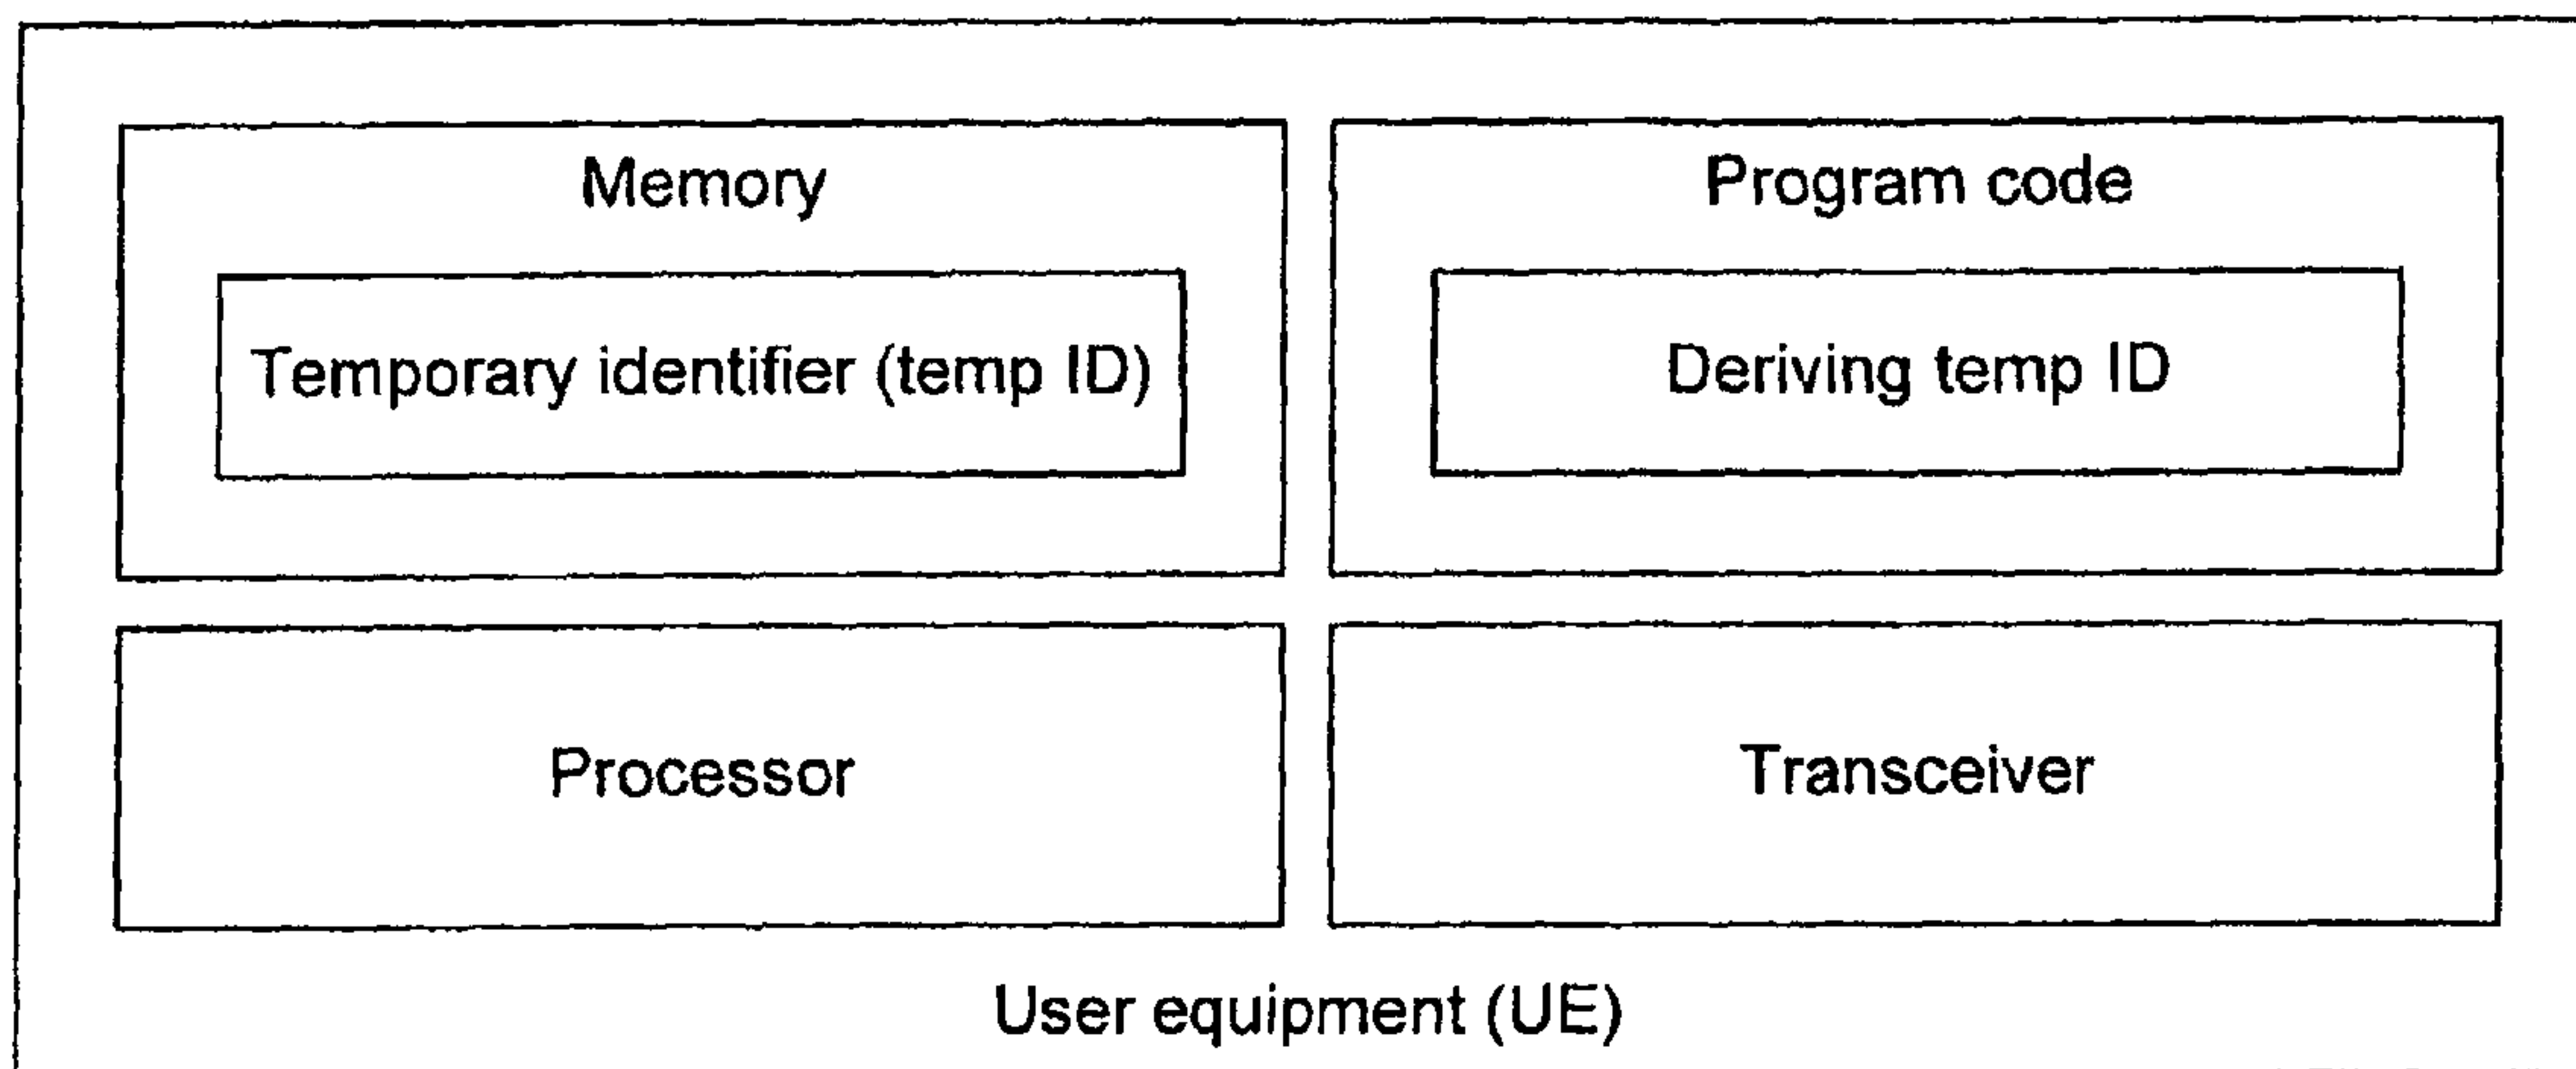 Memory
Program code
Temporary identifier (temp ID)
Deriving temp ID
Processor
Transceiver
User equipment (UE)